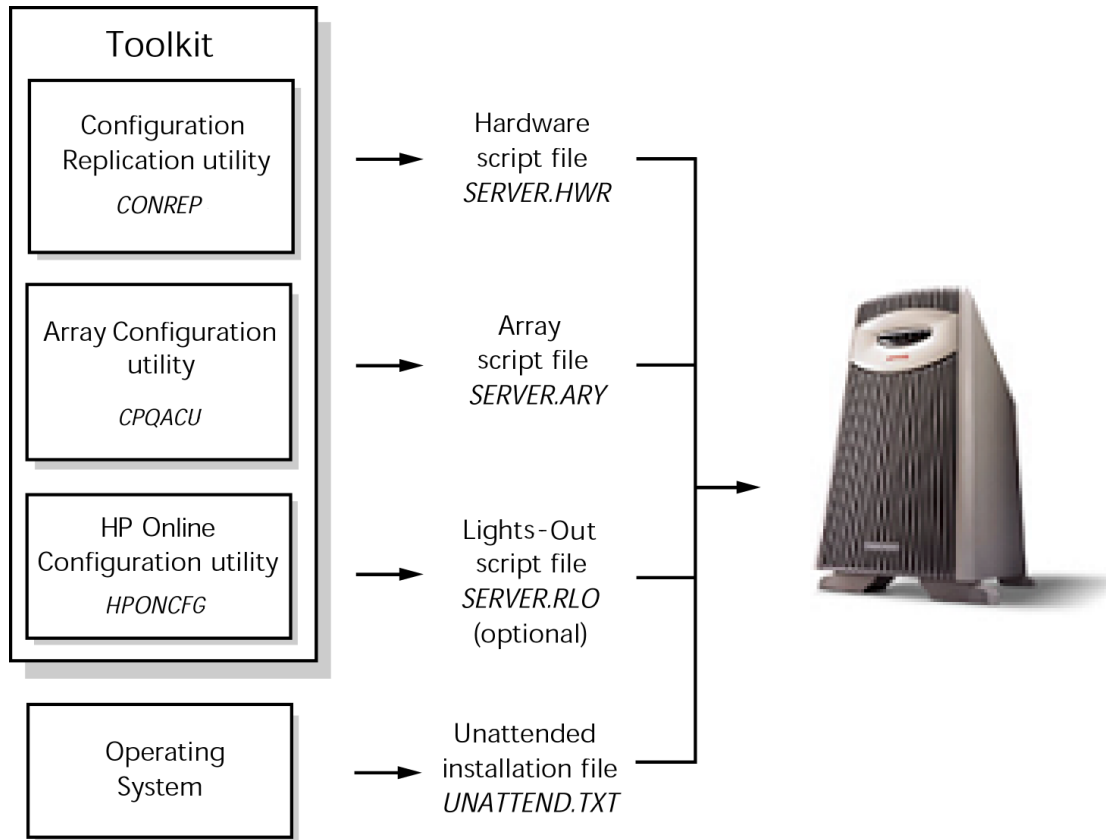 Toolkit
Configuration
Replication utility
CONREP
Hardware
script file
SERVER.HWR
Array Configuration
utility
CPQACU
Array
script file
SERVER.ARY
HP Online
Configuration utility
HPONCFG
Lights-Out
script file
SERVER.RLO
(optional)
Operating
System
Unattended
installation file
UNATTEND.TXT